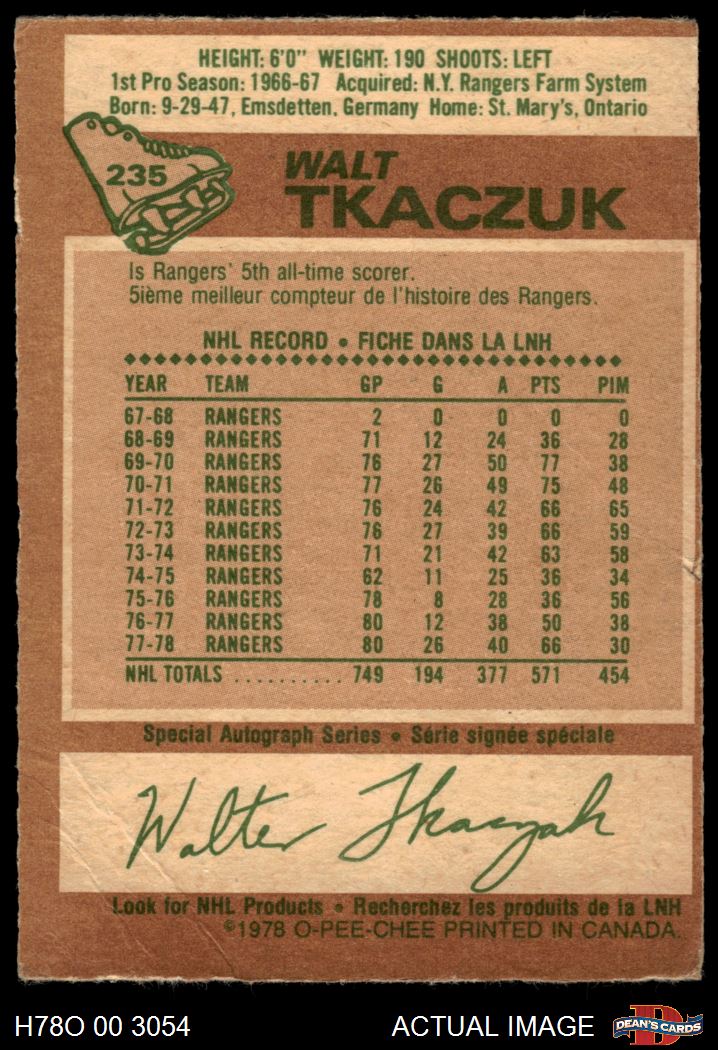 HEIGHT: 6'0" WEIGHT: 190 SHOOTS: LEFT
1st Pro Season: 1966-67 Acquired: N.Y. Rangers Farm System
Born: 9-29-47, Emsdetten, Germany Home: St. Mary's, Ontario
235
WALT
TKACZUK
Is Rangers' 5th all-time scorer.
5ième meilleur compteur de l'histoire des Rangers.
NHL RECORD • FICHE DANS LA LNH
YEAR TEAM GP G A PTS PIM
67-68 RANGERS 2 0 0 0 0
68-69 RANGERS 71 12 24 36 28
69-70 RANGERS 76 27 50 77 38
70-71 RANGERS 77 26 49 75 48
71-72 RANGERS 76 24 42 66 65
72-73 RANGERS 76 27 39 66 59
73-74 RANGERS 71 21 42 63 58
74-75 RANGERS 62 11 25 36 34
75-76 RANGERS 78 8 28 36 56
76-77 RANGERS 80 12 38 50 38
77-78 RANGERS 80 26 40 66 30
NHL TOTALS .......... 749 194 377 571 454
Special Autograph Series • Série signée spéciale
Walter Tkaczuk
Look for NHL Products • Recherchez les produits de la LNH
©1978 O-PEE-CHEE PRINTED IN CANADA.
H78O 00 3054 ACTUAL IMAGE D DEAN'S CARDS